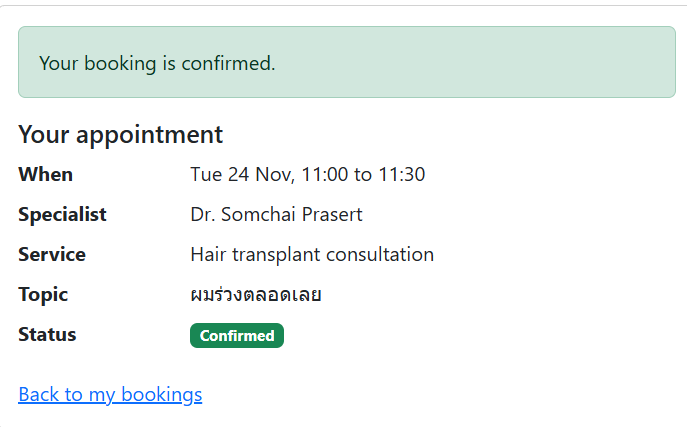 Your booking is confirmed.
Your appointment
When Tue 24 Nov, 11:00 to 11:30
Specialist Dr. Somchai Prasert
Service Hair transplant consultation
Topic ผมร่วงตลอดเลย
Status Confirmed
Back to my bookings